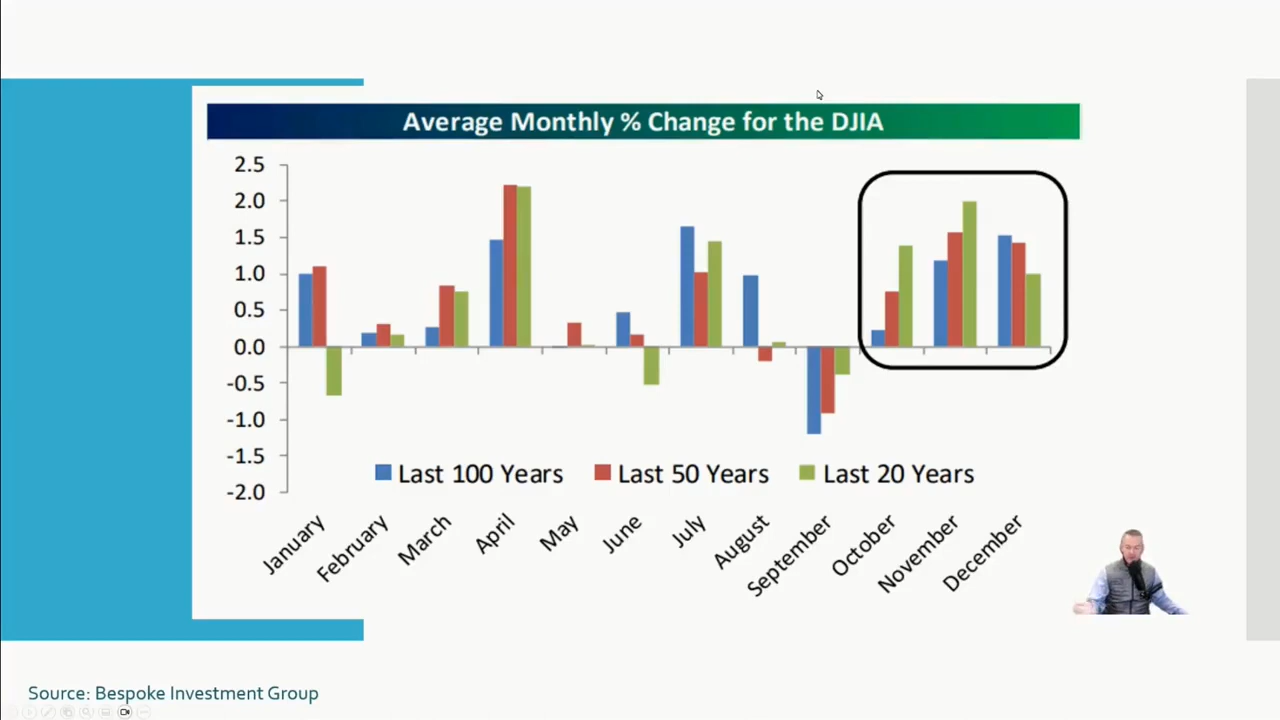 Average Monthly % Change for the DJIA
2.5
2.0
1.5
1.0
0.5
0.0
-0.5
-1.0
-1.5
-2.0
Last 100 Years Last 50 Years Last 20 Years
January February March April May June July August September October November December
Source: Bespoke Investment Group